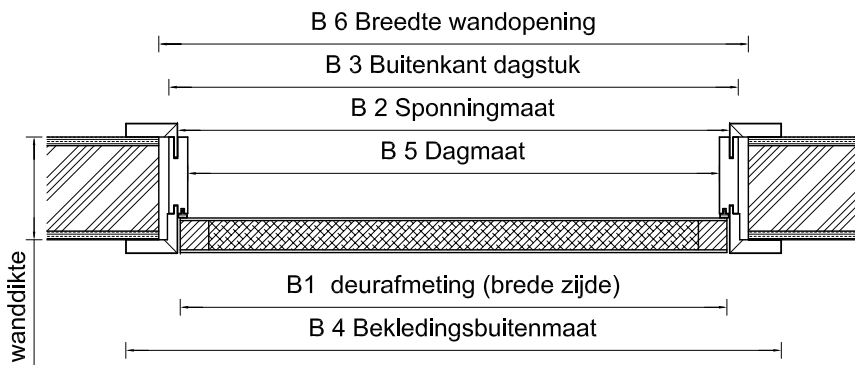 B 6 Breedte wandopening
B 3 Buitenkant dagstuk
B 2 Sponningmaat
B 5 Dagmaat
B1 deurafmeting (brede zijde)
B 4 Bekledingsbuitenmaat
wanddikte